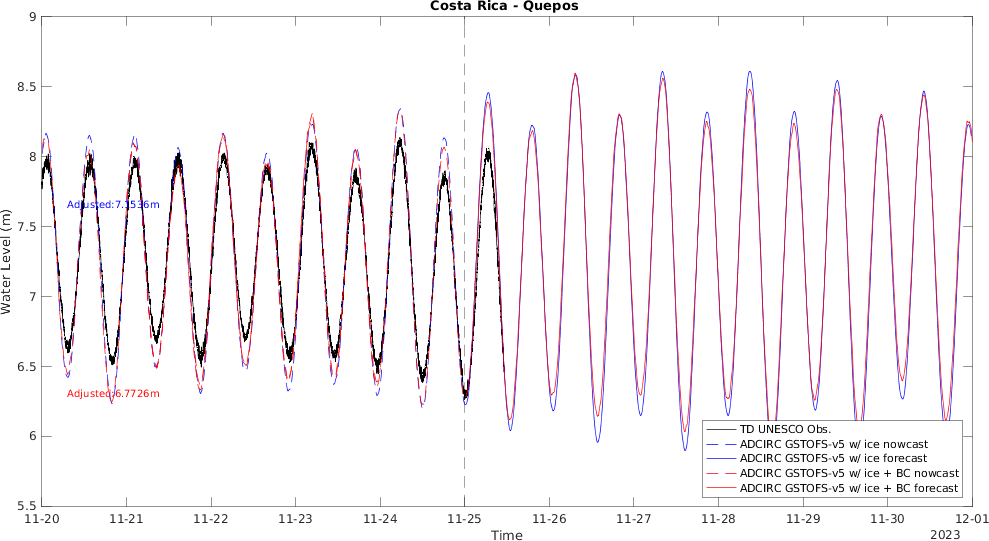 Costa Rica - Quepos
9
8.5
8
7.5
7
6.5
6
5.5
Water Level (m)
Adjusted:7.1536m
Adjusted:6.7726m
TD UNESCO Obs.
ADCIRC GSTOFS-v5 w/ ice nowcast
ADCIRC GSTOFS-v5 w/ ice forecast
ADCIRC GSTOFS-v5 w/ ice + BC nowcast
ADCIRC GSTOFS-v5 w/ ice + BC forecast
11-20 11-21 11-22 11-23 11-24 11-25 11-26 11-27 11-28 11-29 11-30 12-01
Time
2023